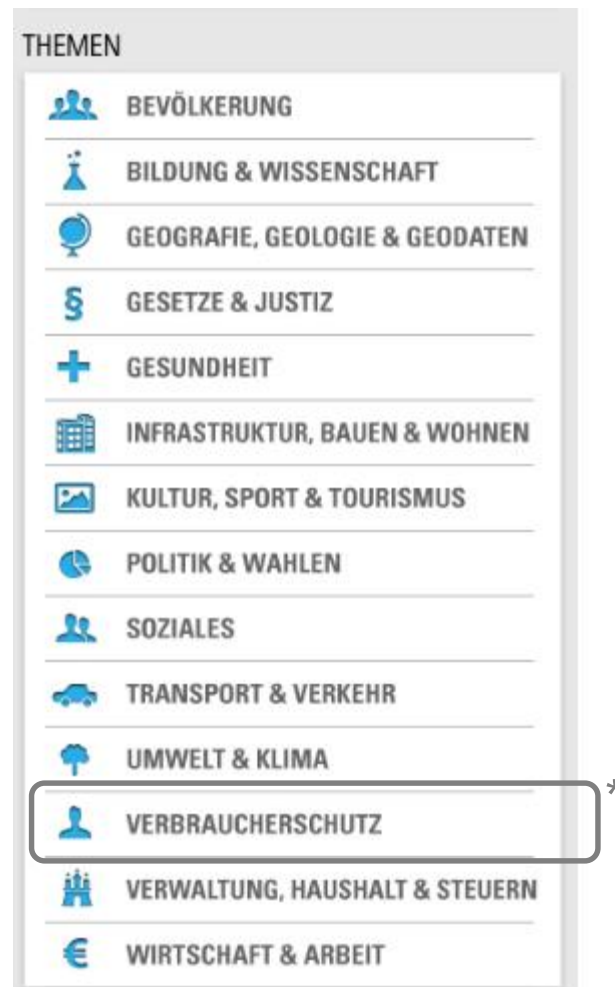 THEMEN
BEVÖLKERUNG
BILDUNG & WISSENSCHAFT
GEOGRAFIE, GEOLOGIE & GEODATEN
§ GESETZE & JUSTIZ
GESUNDHEIT
INFRASTRUKTUR, BAUEN & WOHNEN
KULTUR, SPORT & TOURISMUS
POLITIK & WAHLEN
SOZIALES
TRANSPORT & VERKEHR
UMWELT & KLIMA
VERBRAUCHERSCHUTZ *
VERWALTUNG, HAUSHALT & STEUERN
€ WIRTSCHAFT & ARBEIT